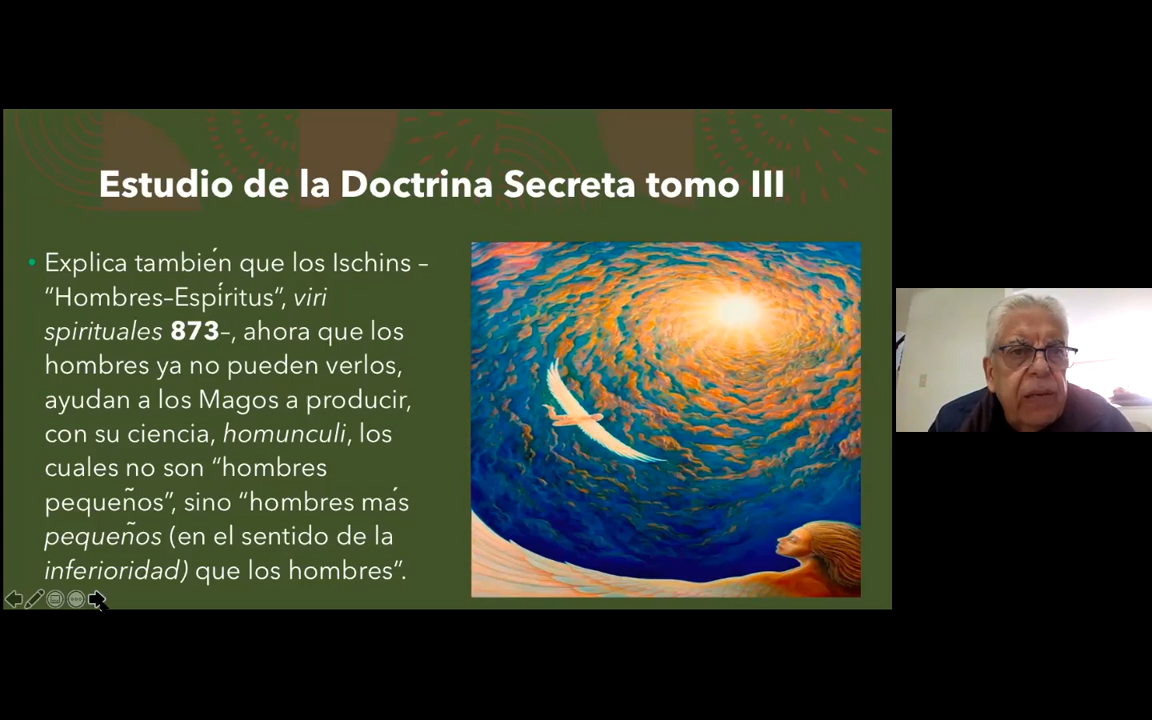 Estudio de la Doctrina Secreta tomo III
• Explica también que los Ischins –
“Hombres–Espíritus”, viri
spirituales 873–, ahora que los
hombres ya no pueden verlos,
ayudan a los Magos a producir,
con su ciencia, homunculi, los
cuales no son “hombres
pequeños”, sino “hombres más
pequeños (en el sentido de la
inferioridad) que los hombres“.